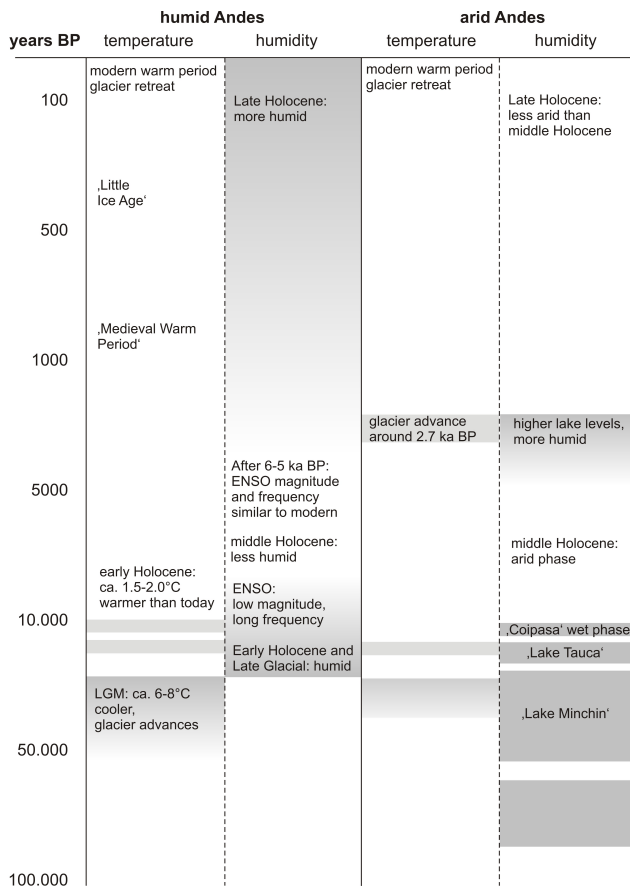 humid Andes arid Andes
years BP temperature humidity temperature humidity
modern warm period
glacier retreat
modern warm period
glacier retreat
100
Late Holocene:
more humid
Late Holocene:
less arid than
middle Holocene
‚Little
Ice Age‘
500
‚Medieval Warm
Period‘
1000
glacier advance
around 2.7 ka BP
higher lake levels,
more humid
After 6-5 ka BP:
ENSO magnitude
and frequency
similar to modern
5000
middle Holocene:
less humid
middle Holocene:
arid phase
early Holocene:
ca. 1.5-2.0°C
warmer than today
ENSO:
low magnitude,
long frequency
10.000
‚Coipasa‘ wet phase
Early Holocene and
Late Glacial: humid
‚Lake Tauca‘
LGM: ca. 6-8°C
cooler,
glacier advances
‚Lake Minchin‘
50.000
100.000